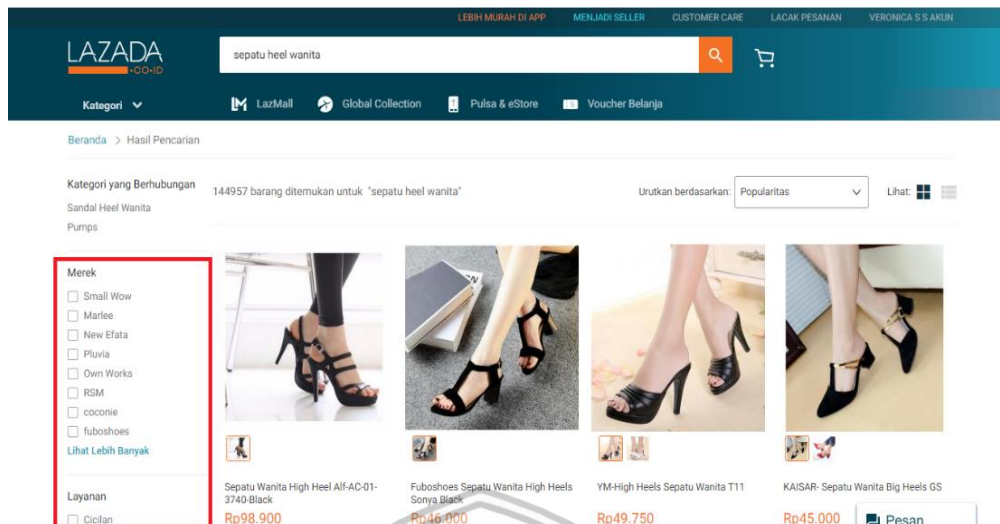 LEBIH MURAH DI APP MENJADI SELLER CUSTOMER CARE LACAK PESANAN VERONICA S S AKUN
LAZADA
•CO•ID
sepatu heel wanita
Kategori
LazMall Global Collection Pulsa & eStore Voucher Belanja
Beranda > Hasil Pencarian
Kategori yang Berhubungan
Sandal Heel Wanita
Pumps
144957 barang ditemukan untuk "sepatu heel wanita"
Urutkan berdasarkan: Popularitas
Lihat:
Merek
Small Wow
Marlee
New Efata
Pluvia
Own Works
RSM
coconie
fuboshoes
Lihat Lebih Banyak
Layanan
Cicilan
Sepatu Wanita High Heel Alf-AC-01-
3740-Black
Rp98.900
Fuboshoes Sepatu Wanita High Heels
Sonya Black
Rp46.000
YM-High Heels Sepatu Wanita T11
Rp49.750
KAISAR- Sepatu Wanita Big Heels GS
Rp45.000
Pesan